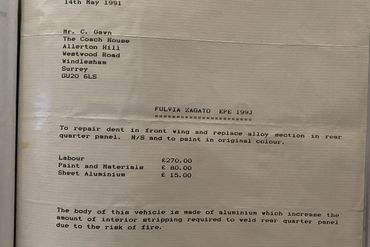 14th May 1991
Mr. C. Gawn
The Coach House
Allerton Hill
Westwood Road
Windlesham
Surrey
GU20 6LS
FULVIA ZAGATO EPE 199J
To repair dent in front wing and replace alloy section in rear
quarter panel. N/S and to paint in original colour.
Labour £270.00
Paint and Materials £ 80.00
Sheet Aluminium £ 15.00
The body of this vehicle is made of aluminium which increase the
amount of interior stripping required to weld rear quarter panel
due to the risk of fire.